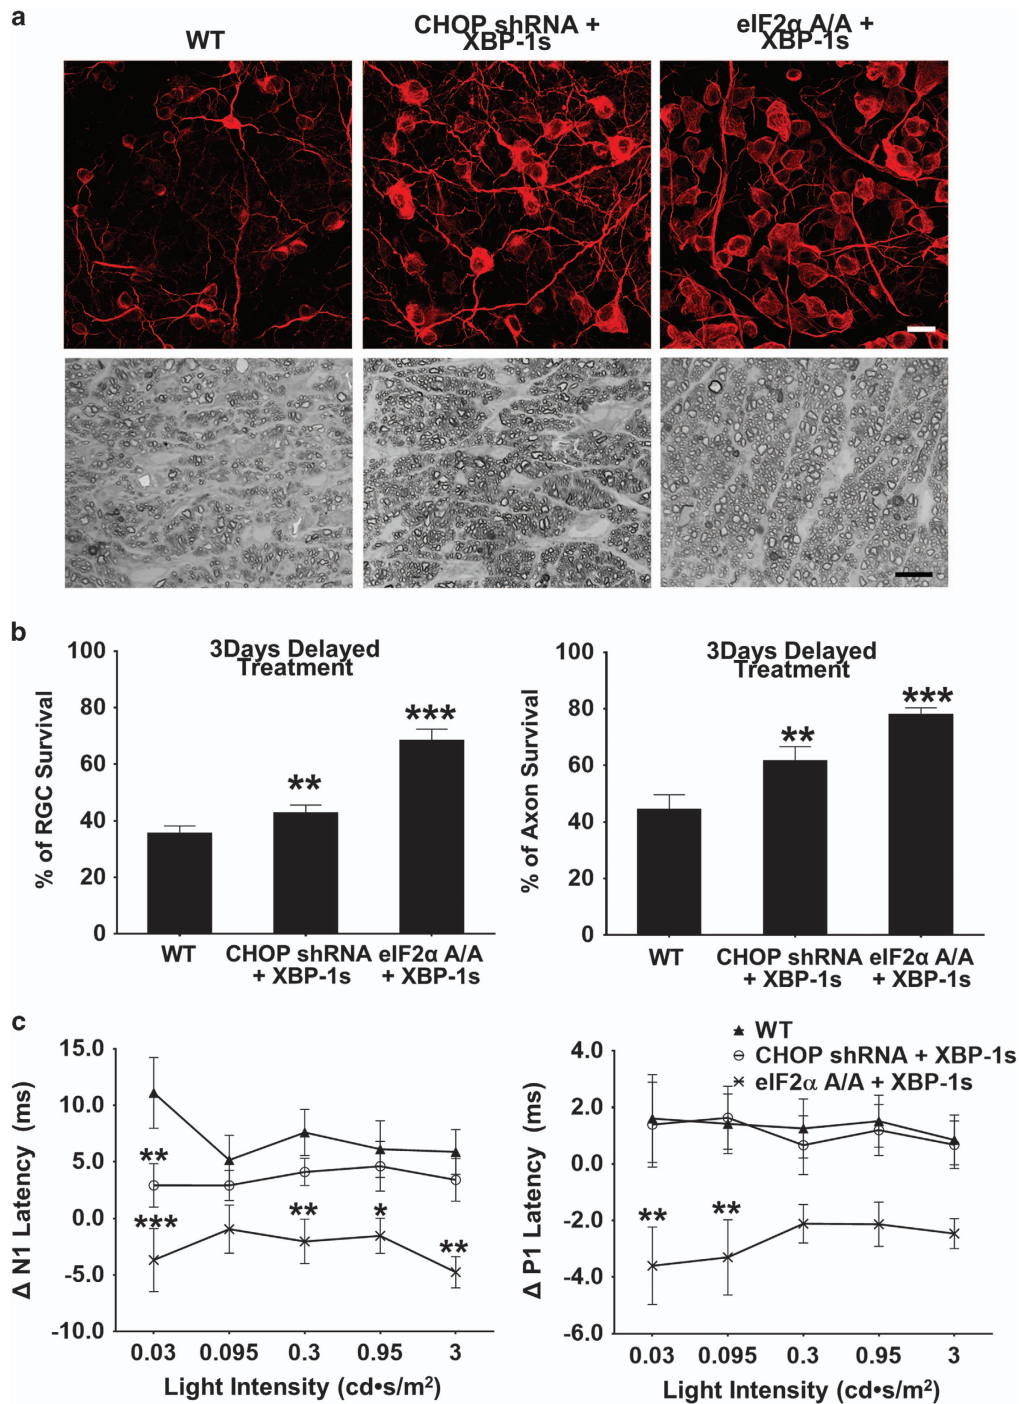 a
WT
CHOP shRNA +
XBP-1s
eIF2α A/A +
XBP-1s
b
3Days Delayed
Treatment
% of RGC Survival
100
80
60
40
20
0
**
***
WT
CHOP shRNA
+ XBP-1s
eIF2α A/A
+ XBP-1s
3Days Delayed
Treatment
% of Axon Survival
100
80
60
40
20
0
**
***
WT
CHOP shRNA
+ XBP-1s
eIF2α A/A
+ XBP-1s
c
Δ N1 Latency (ms)
15.0
10.0
5.0
0.0
-5.0
-10.0
**
***
**
*
**
0.03 0.095 0.3 0.95 3
Light Intensity (cd•s/m²)
WT
CHOP shRNA + XBP-1s
eIF2α A/A + XBP-1s
Δ P1 Latency (ms)
4.0
2.0
0.0
-2.0
-4.0
-6.0
**
**
0.03 0.095 0.3 0.95 3
Light Intensity (cd•s/m²)